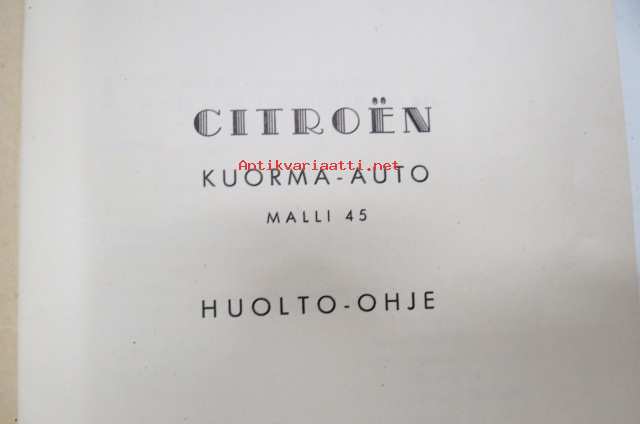 CITROËN
Antikvariaatti.net
KUORMA-AUTO
MALLI 45
HUOLTO-OHJE